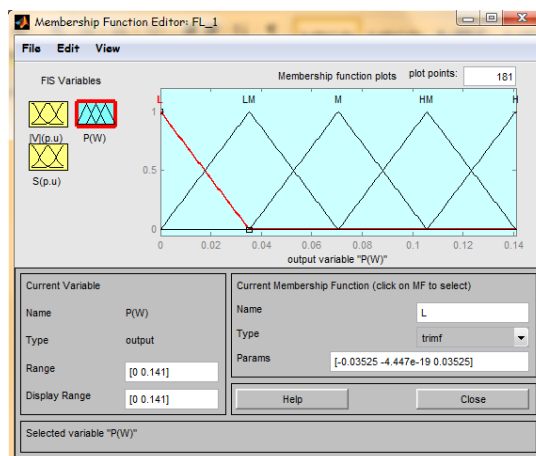 Membership Function Editor: FL_1
File Edit View
FIS Variables
|V|(p.u)
P(W)
S(p.u)
Membership function plots plot points: 181
L LM M HM H
1
0.5
0
0 0.02 0.04 0.06 0.08 0.1 0.12 0.14
output variable "P(W)"
Current Variable
Name P(W)
Type output
Range [0 0.141]
Display Range [0 0.141]
Current Membership Function (click on MF to select)
Name L
Type trimf
Params [-0.03525 -4.447e-19 0.03525]
Help Close
Selected variable "P(W)"